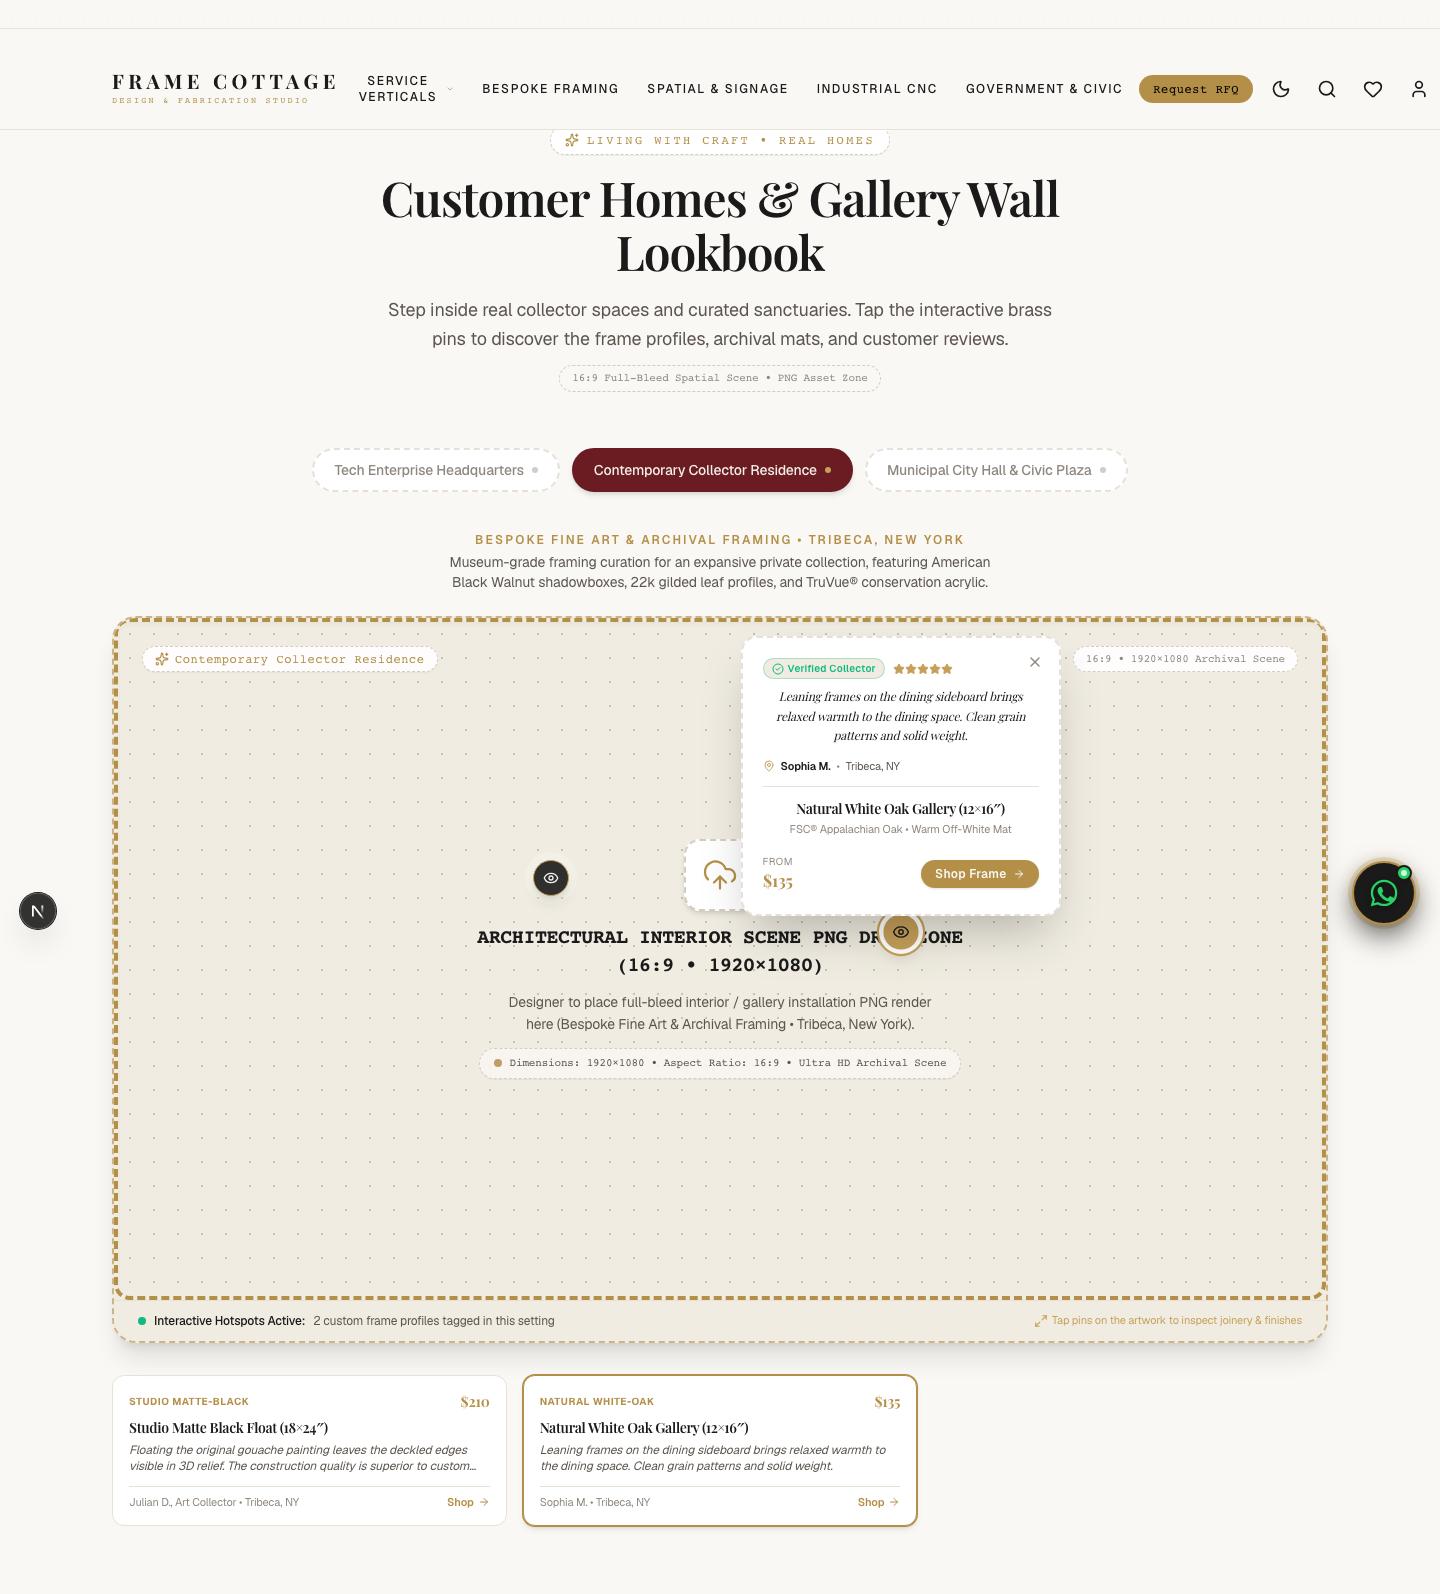 FRAME COTTAGE
DESIGN & FABRICATION STUDIO
SERVICE
VERTICALS
BESPOKE FRAMING
SPATIAL & SIGNAGE
INDUSTRIAL CNC
GOVERNMENT & CIVIC
Request RFQ
LIVING WITH CRAFT • REAL HOMES
Customer Homes & Gallery Wall
Lookbook
Step inside real collector spaces and curated sanctuaries. Tap the interactive brass
pins to discover the frame profiles, archival mats, and customer reviews.
16:9 Full-Bleed Spatial Scene • PNG Asset Zone
Tech Enterprise Headquarters
Contemporary Collector Residence
Municipal City Hall & Civic Plaza
BESPOKE FINE ART & ARCHIVAL FRAMING • TRIBECA, NEW YORK
Museum-grade framing curation for an expansive private collection, featuring American
Black Walnut shadowboxes, 22k gilded leaf profiles, and TruVue® conservation acrylic.
Contemporary Collector Residence
16:9 • 1920×1080 Archival Scene
Verified Collector
Leaning frames on the dining sideboard brings
relaxed warmth to the dining space. Clean grain
patterns and solid weight.
Sophia M. • Tribeca, NY
Natural White Oak Gallery (12×16″)
FSC® Appalachian Oak • Warm Off-White Mat
FROM
$135
Shop Frame
N
ARCHITECTURAL INTERIOR SCENE PNG DR ZONE
(16:9 • 1920×1080)
Designer to place full-bleed interior / gallery installation PNG render
here (Bespoke Fine Art & Archival Framing • Tribeca, New York).
Dimensions: 1920×1080 • Aspect Ratio: 16:9 • Ultra HD Archival Scene
Interactive Hotspots Active: 2 custom frame profiles tagged in this setting
Tap pins on the artwork to inspect joinery & finishes
STUDIO MATTE-BLACK
$210
Studio Matte Black Float (18×24″)
Floating the original gouache painting leaves the deckled edges
visible in 3D relief. The construction quality is superior to custom...
Julian D., Art Collector • Tribeca, NY
Shop
NATURAL WHITE-OAK
$135
Natural White Oak Gallery (12×16″)
Leaning frames on the dining sideboard brings relaxed warmth to
the dining space. Clean grain patterns and solid weight.
Sophia M. • Tribeca, NY
Shop